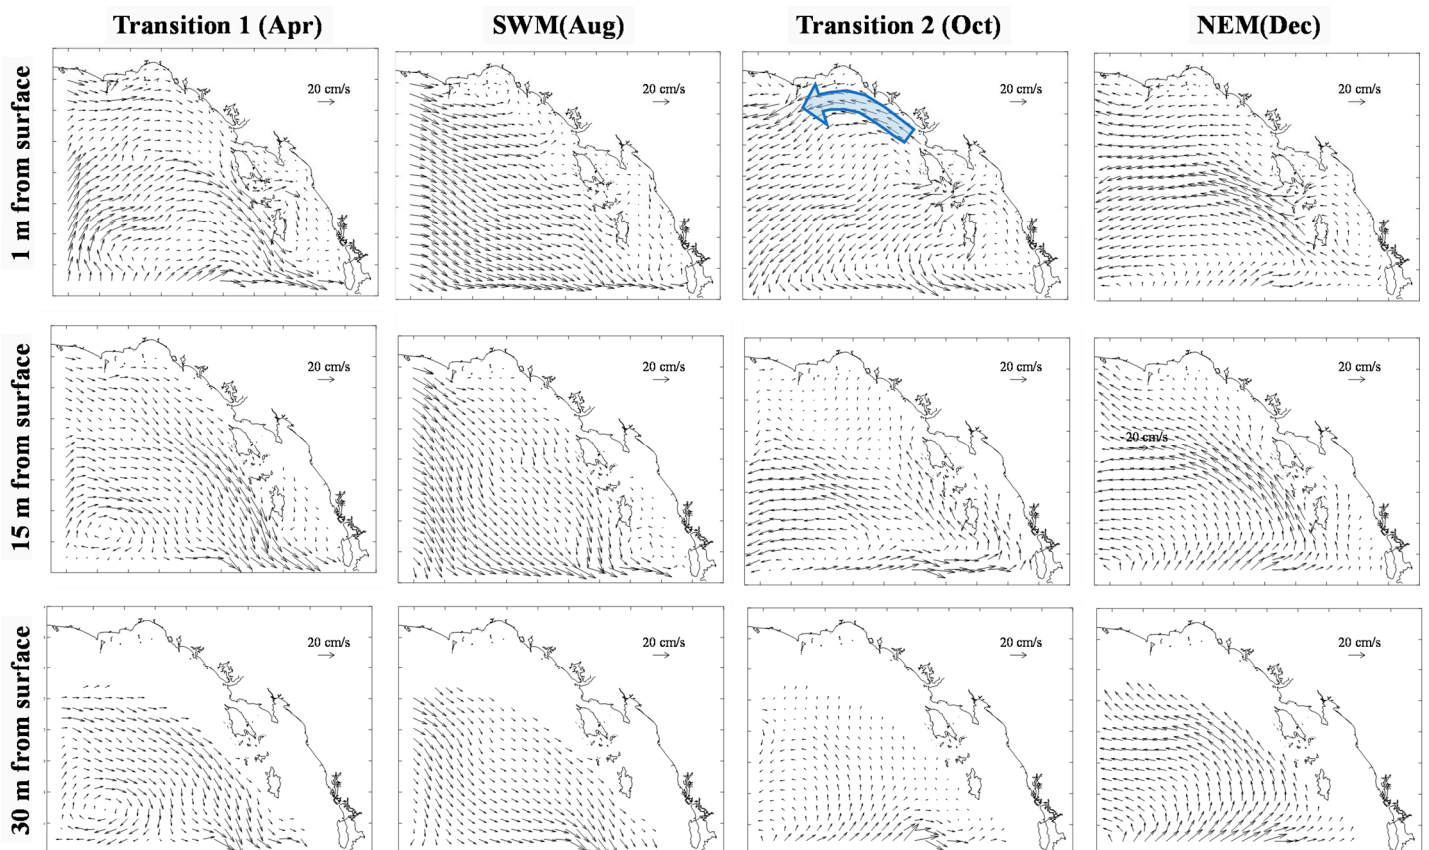 Transition 1 (Apr)
SWM(Aug)
Transition 2 (Oct)
NEM(Dec)
1 m from surface
20 cm/s
20 cm/s
20 cm/s
20 cm/s
15 m from surface
20 cm/s
20 cm/s
20 cm/s
20 cm/s
20 cm/s
30 m from surface
20 cm/s
20 cm/s
20 cm/s
20 cm/s